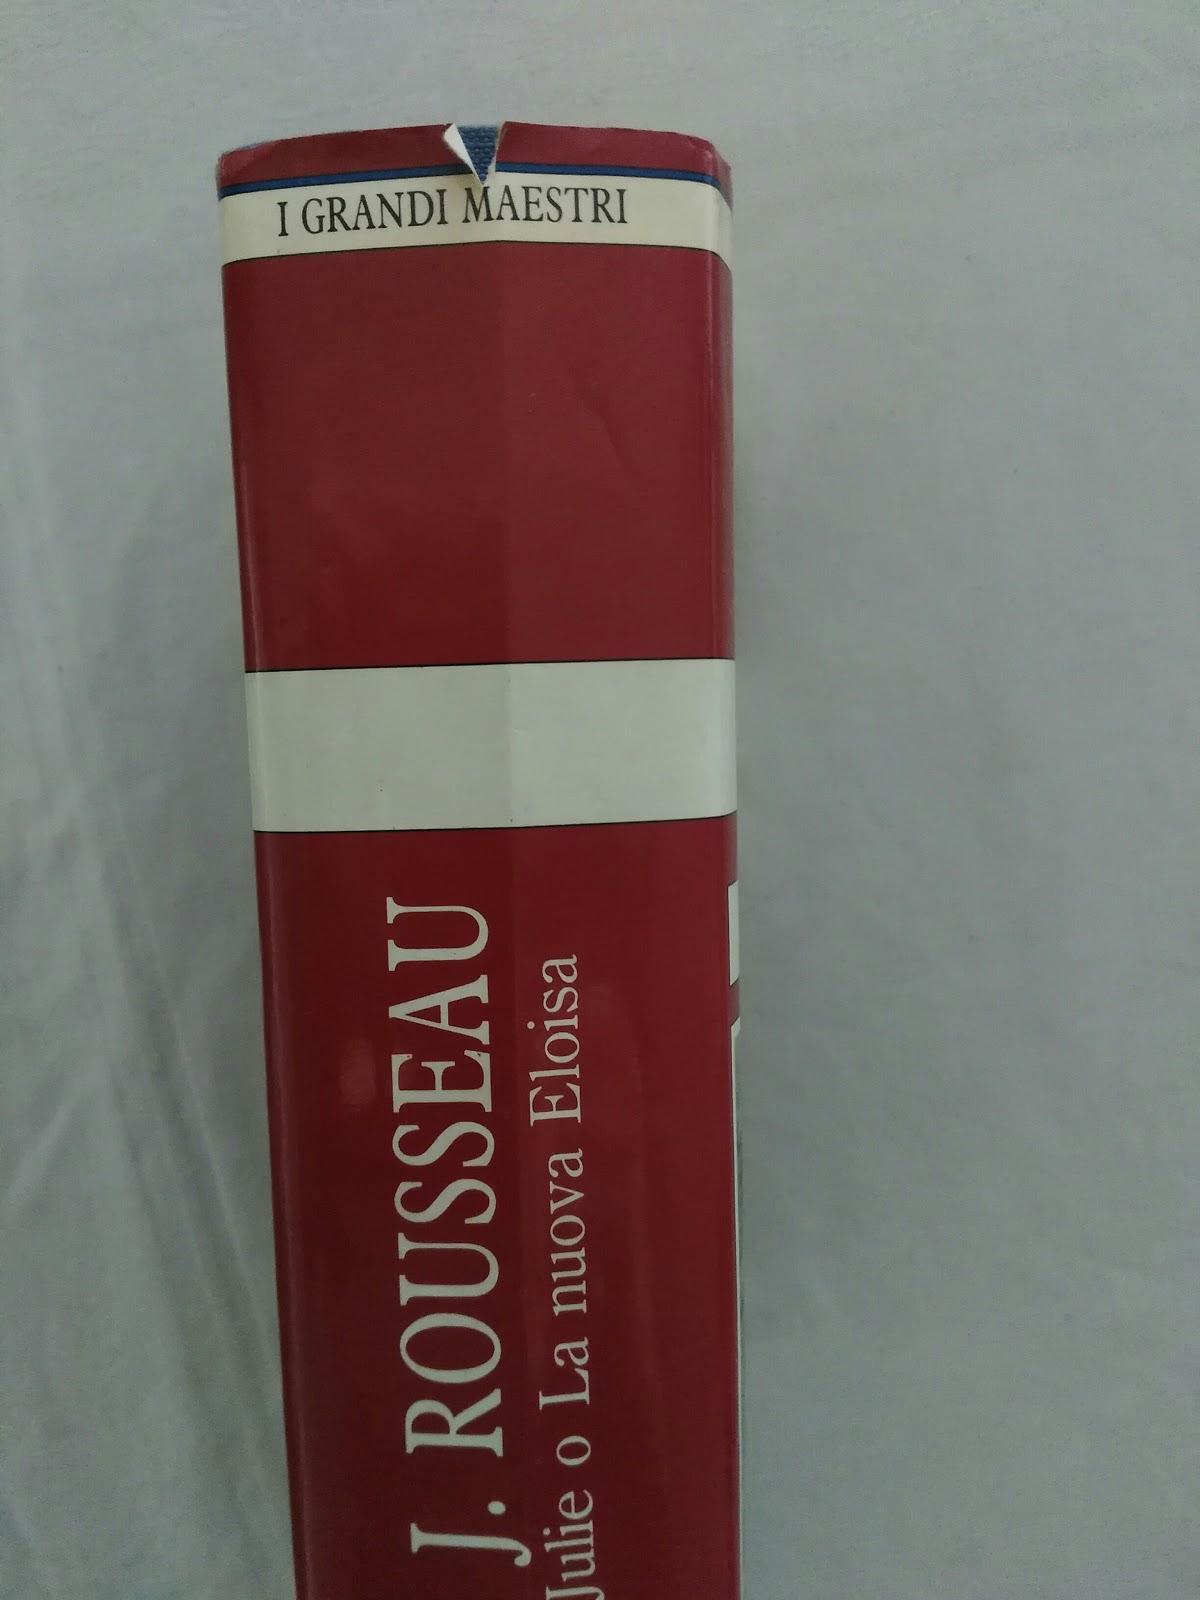 I GRANDI MAESTRI
J. ROUSSEAU
Julie o La nuova Eloisa